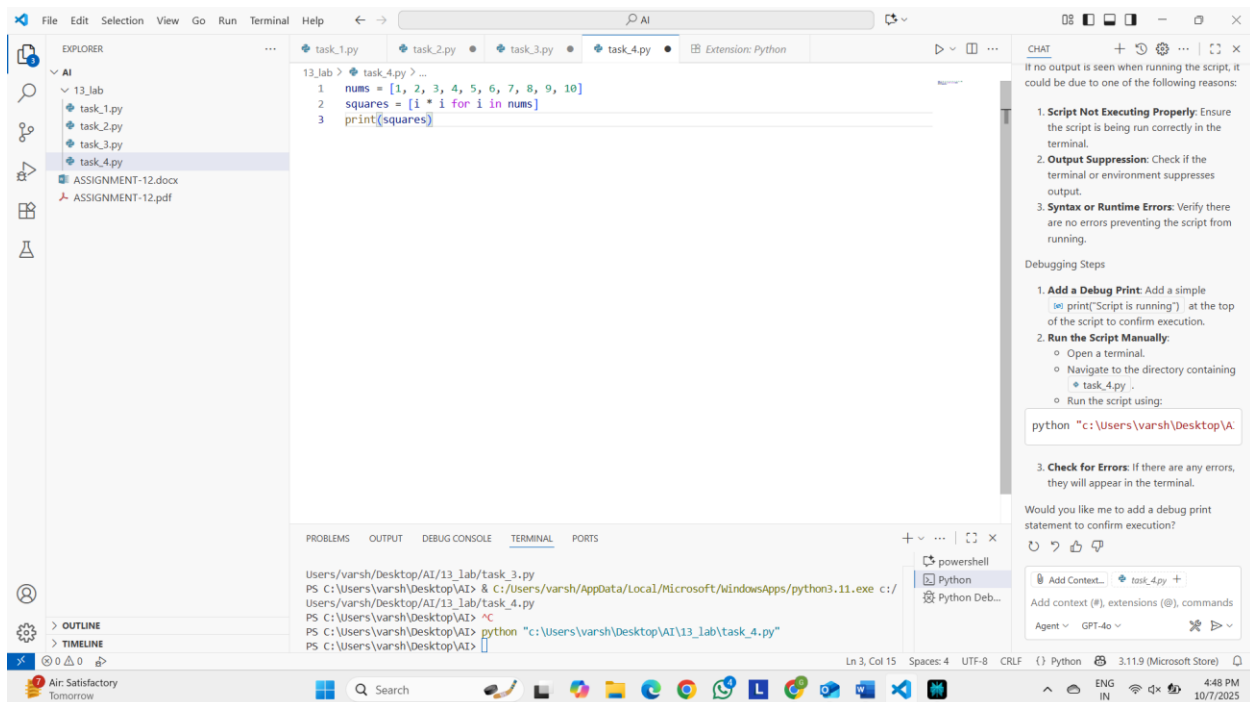 File Edit Selection View Go Run Terminal Help
AI
EXPLORER
AI
13_lab
task_1.py
task_2.py
task_3.py
task_4.py
ASSIGNMENT-12.docx
ASSIGNMENT-12.pdf
OUTLINE
TIMELINE
3
task_1.py task_2.py task_3.py task_4.py Extension: Python
13_lab > task_4.py > ...
1 nums = [1, 2, 3, 4, 5, 6, 7, 8, 9, 10]
2 squares = [i * i for i in nums]
3 print(squares)
PROBLEMS OUTPUT DEBUG CONSOLE TERMINAL PORTS
Users/varsh/Desktop/AI/13_lab/task_3.py
PS C:\Users\varsh\Desktop\AI> & C:/Users/varsh/AppData/Local/Microsoft/WindowsApps/python3.11.exe c:/
Users/varsh/Desktop/AI/13_lab/task_4.py
PS C:\Users\varsh\Desktop\AI> ^C
PS C:\Users\varsh\Desktop\AI> python "c:\Users\varsh\Desktop\AI\13_lab\task_4.py"
PS C:\Users\varsh\Desktop\AI>
powershell
Python
Python Deb...
CHAT
If no output is seen when running the script, it
could be due to one of the following reasons:
1. Script Not Executing Properly: Ensure
the script is being run correctly in the
terminal.
2. Output Suppression: Check if the
terminal or environment suppresses
output.
3. Syntax or Runtime Errors: Verify there
are no errors preventing the script from
running.
Debugging Steps
1. Add a Debug Print: Add a simple
print("Script is running") at the top
of the script to confirm execution.
2. Run the Script Manually:
Open a terminal.
Navigate to the directory containing
task_4.py .
Run the script using:
python "c:\Users\varsh\Desktop\A
3. Check for Errors: If there are any errors,
they will appear in the terminal.
Would you like me to add a debug print
statement to confirm execution?
Add Context... task_4.py +
Add context (#), extensions (@), commands
Agent GPT-4o
0 0 Ln 3, Col 15 Spaces: 4 UTF-8 CRLF {} Python 3.11.9 (Microsoft Store)
7
Air: Satisfactory
Tomorrow
Search
4
L
G
ENG
IN
4:48 PM
10/7/2025